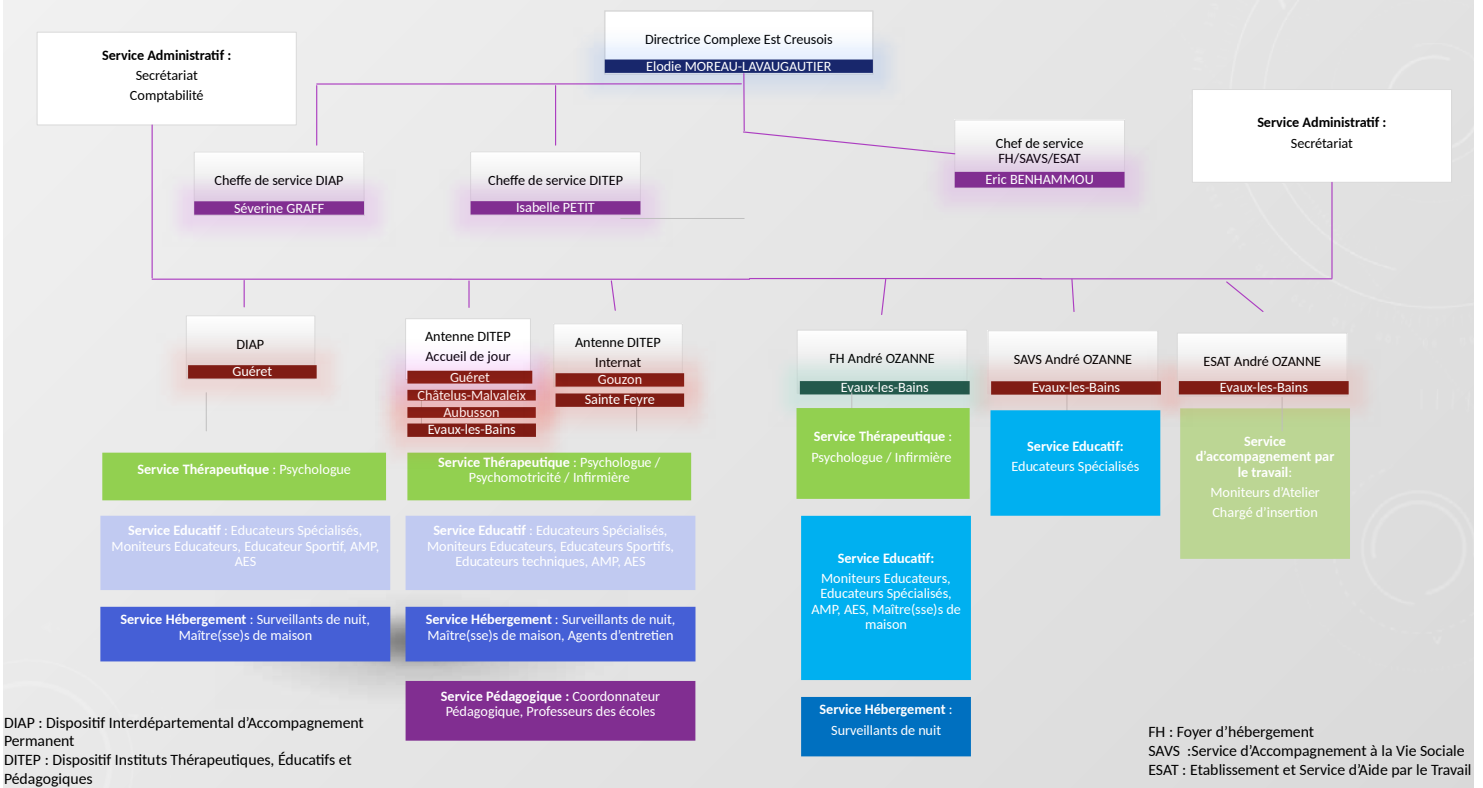 Directrice Complexe Est Creusois
Elodie MOREAU-LAVAUGAUTIER
Service Administratif :
Secrétariat
Comptabilité
Service Administratif :
Secrétariat
Cheffe de service DIAP
Séverine GRAFF
Cheffe de service DITEP
Isabelle PETIT
Chef de service
FH/SAVS/ESAT
Eric BENHAMMOU
DIAP
Guéret
Antenne DITEP
Accueil de jour
Guéret
Châtelus-Malvaleix
Aubusson
Evaux-les-Bains
Antenne DITEP
Internat
Gouzon
Sainte Feyre
FH André OZANNE
Evaux-les-Bains
SAVS André OZANNE
Evaux-les-Bains
ESAT André OZANNE
Evaux-les-Bains
Service Thérapeutique : Psychologue
Service Educatif : Educateurs Spécialisés,
Moniteurs Educateurs, Educateur Sportif, AMP,
AES
Service Hébergement : Surveillants de nuit,
Maître(sse)s de maison
Service Thérapeutique : Psychologue /
Psychomotricité / Infirmière
Service Educatif : Educateurs Spécialisés,
Moniteurs Educateurs, Educateurs Sportifs,
Educateurs techniques, AMP, AES
Service Hébergement : Surveillants de nuit,
Maître(sse)s de maison, Agents d'entretien
Service Pédagogique : Coordonnateur
Pédagogique, Professeurs des écoles
Service Thérapeutique :
Psychologue / Infirmière
Service Educatif:
Moniteurs Educateurs,
Educateurs Spécialisés,
AMP, AES, Maître(sse)s de
maison
Service Hébergement :
Surveillants de nuit
Service Educatif:
Educateurs Spécialisés
Service
d'accompagnement par
le travail:
Moniteurs d'Atelier
Chargé d'insertion
DIAP : Dispositif Interdépartemental d'Accompagnement
Permanent
DITEP : Dispositif Instituts Thérapeutiques, Éducatifs et
Pédagogiques
FH : Foyer d'hébergement
SAVS :Service d'Accompagnement à la Vie Sociale
ESAT : Etablissement et Service d'Aide par le Travail